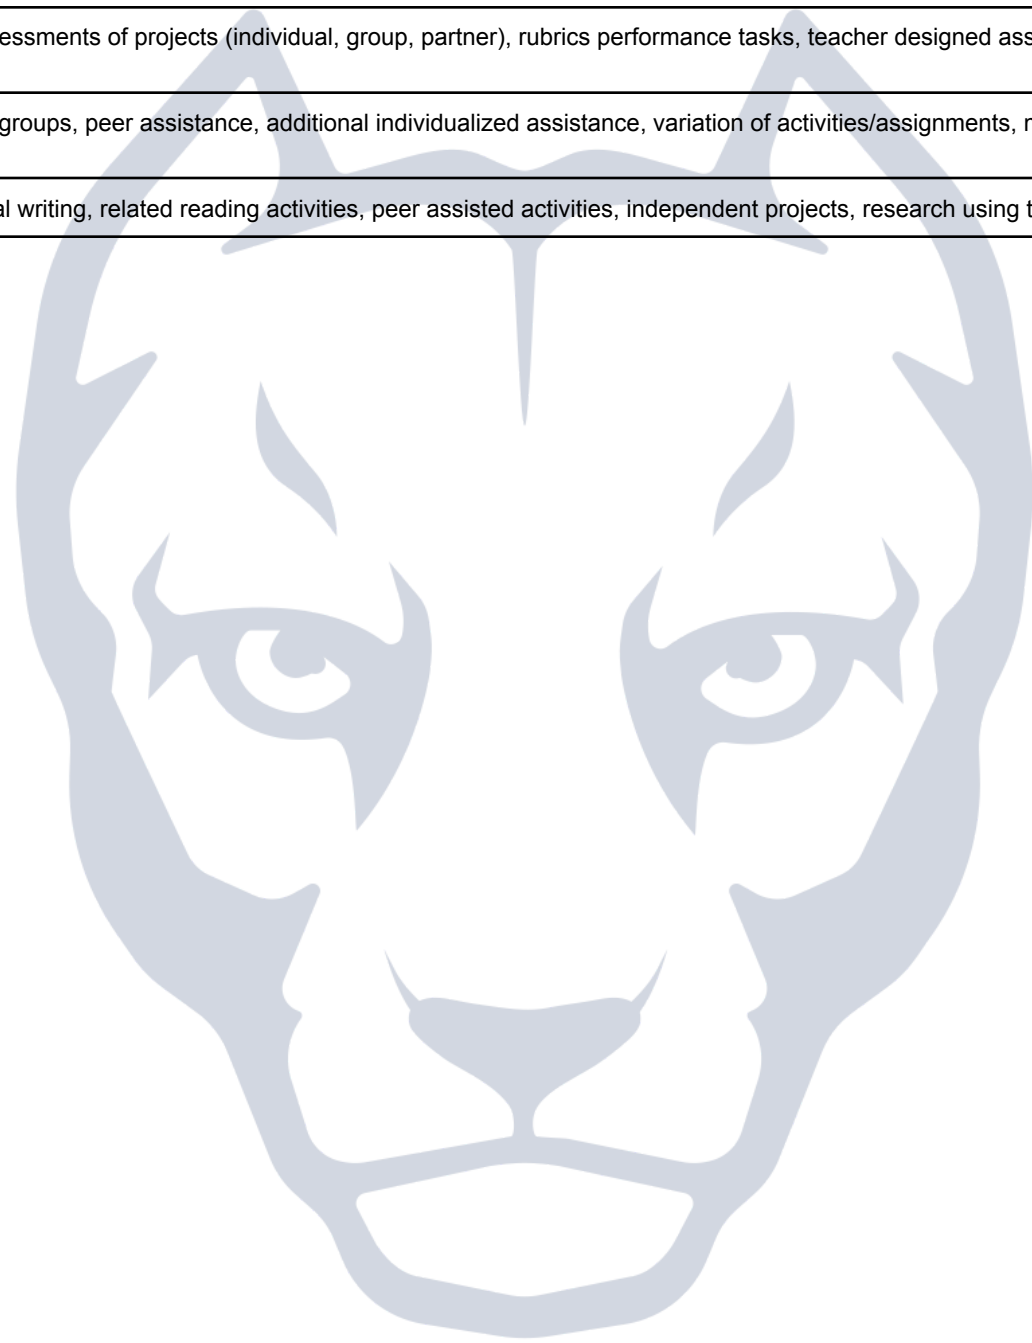 essments of projects (individual, group, partner), rubrics performance tasks, teacher designed ass
groups, peer assistance, additional individualized assistance, variation of activities/assignments,
al writing, related reading activities, peer assisted activities, independent projects, research using